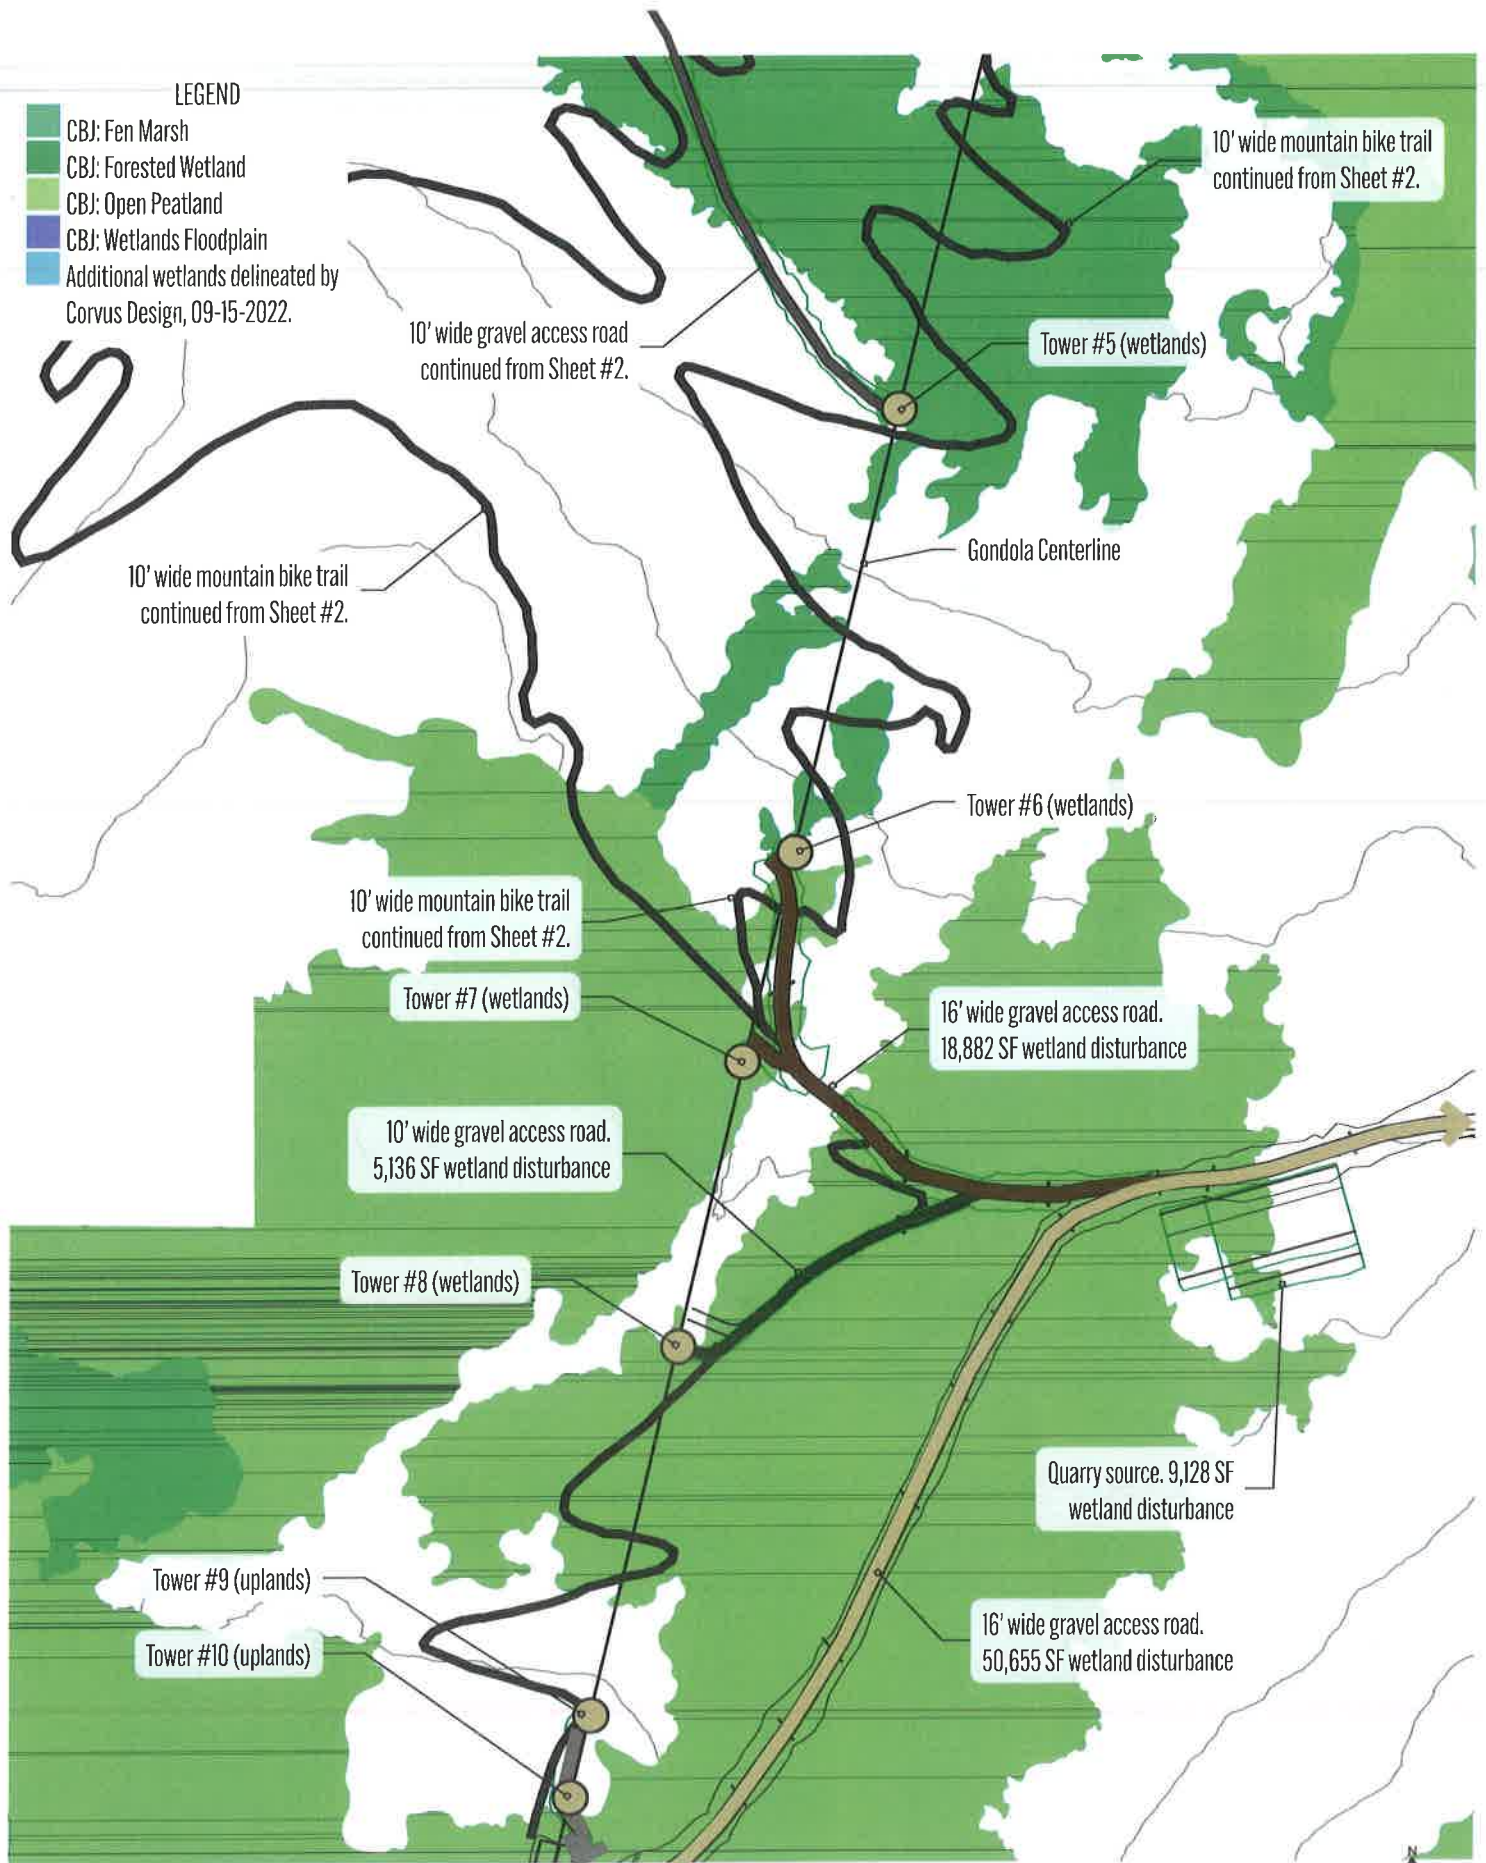 LEGEND
CBJ: Fen Marsh
CBJ: Forested Wetland
CBJ: Open Peatland
CBJ: Wetlands Floodplain
Additional wetlands delineated by
Corvus Design, 09-15-2022.
10' wide mountain bike trail
continued from Sheet #2.
10' wide gravel access road
continued from Sheet #2.
Tower #5 (wetlands)
Gondola Centerline
10' wide mountain bike trail
continued from Sheet #2.
Tower #6 (wetlands)
10' wide mountain bike trail
continued from Sheet #2.
Tower #7 (wetlands)
16' wide gravel access road.
18,882 SF wetland disturbance
10' wide gravel access road.
5,136 SF wetland disturbance
Tower #8 (wetlands)
Quarry source. 9,128 SF
wetland disturbance
Tower #9 (uplands)
Tower #10 (uplands)
16' wide gravel access road.
50,655 SF wetland disturbance
N